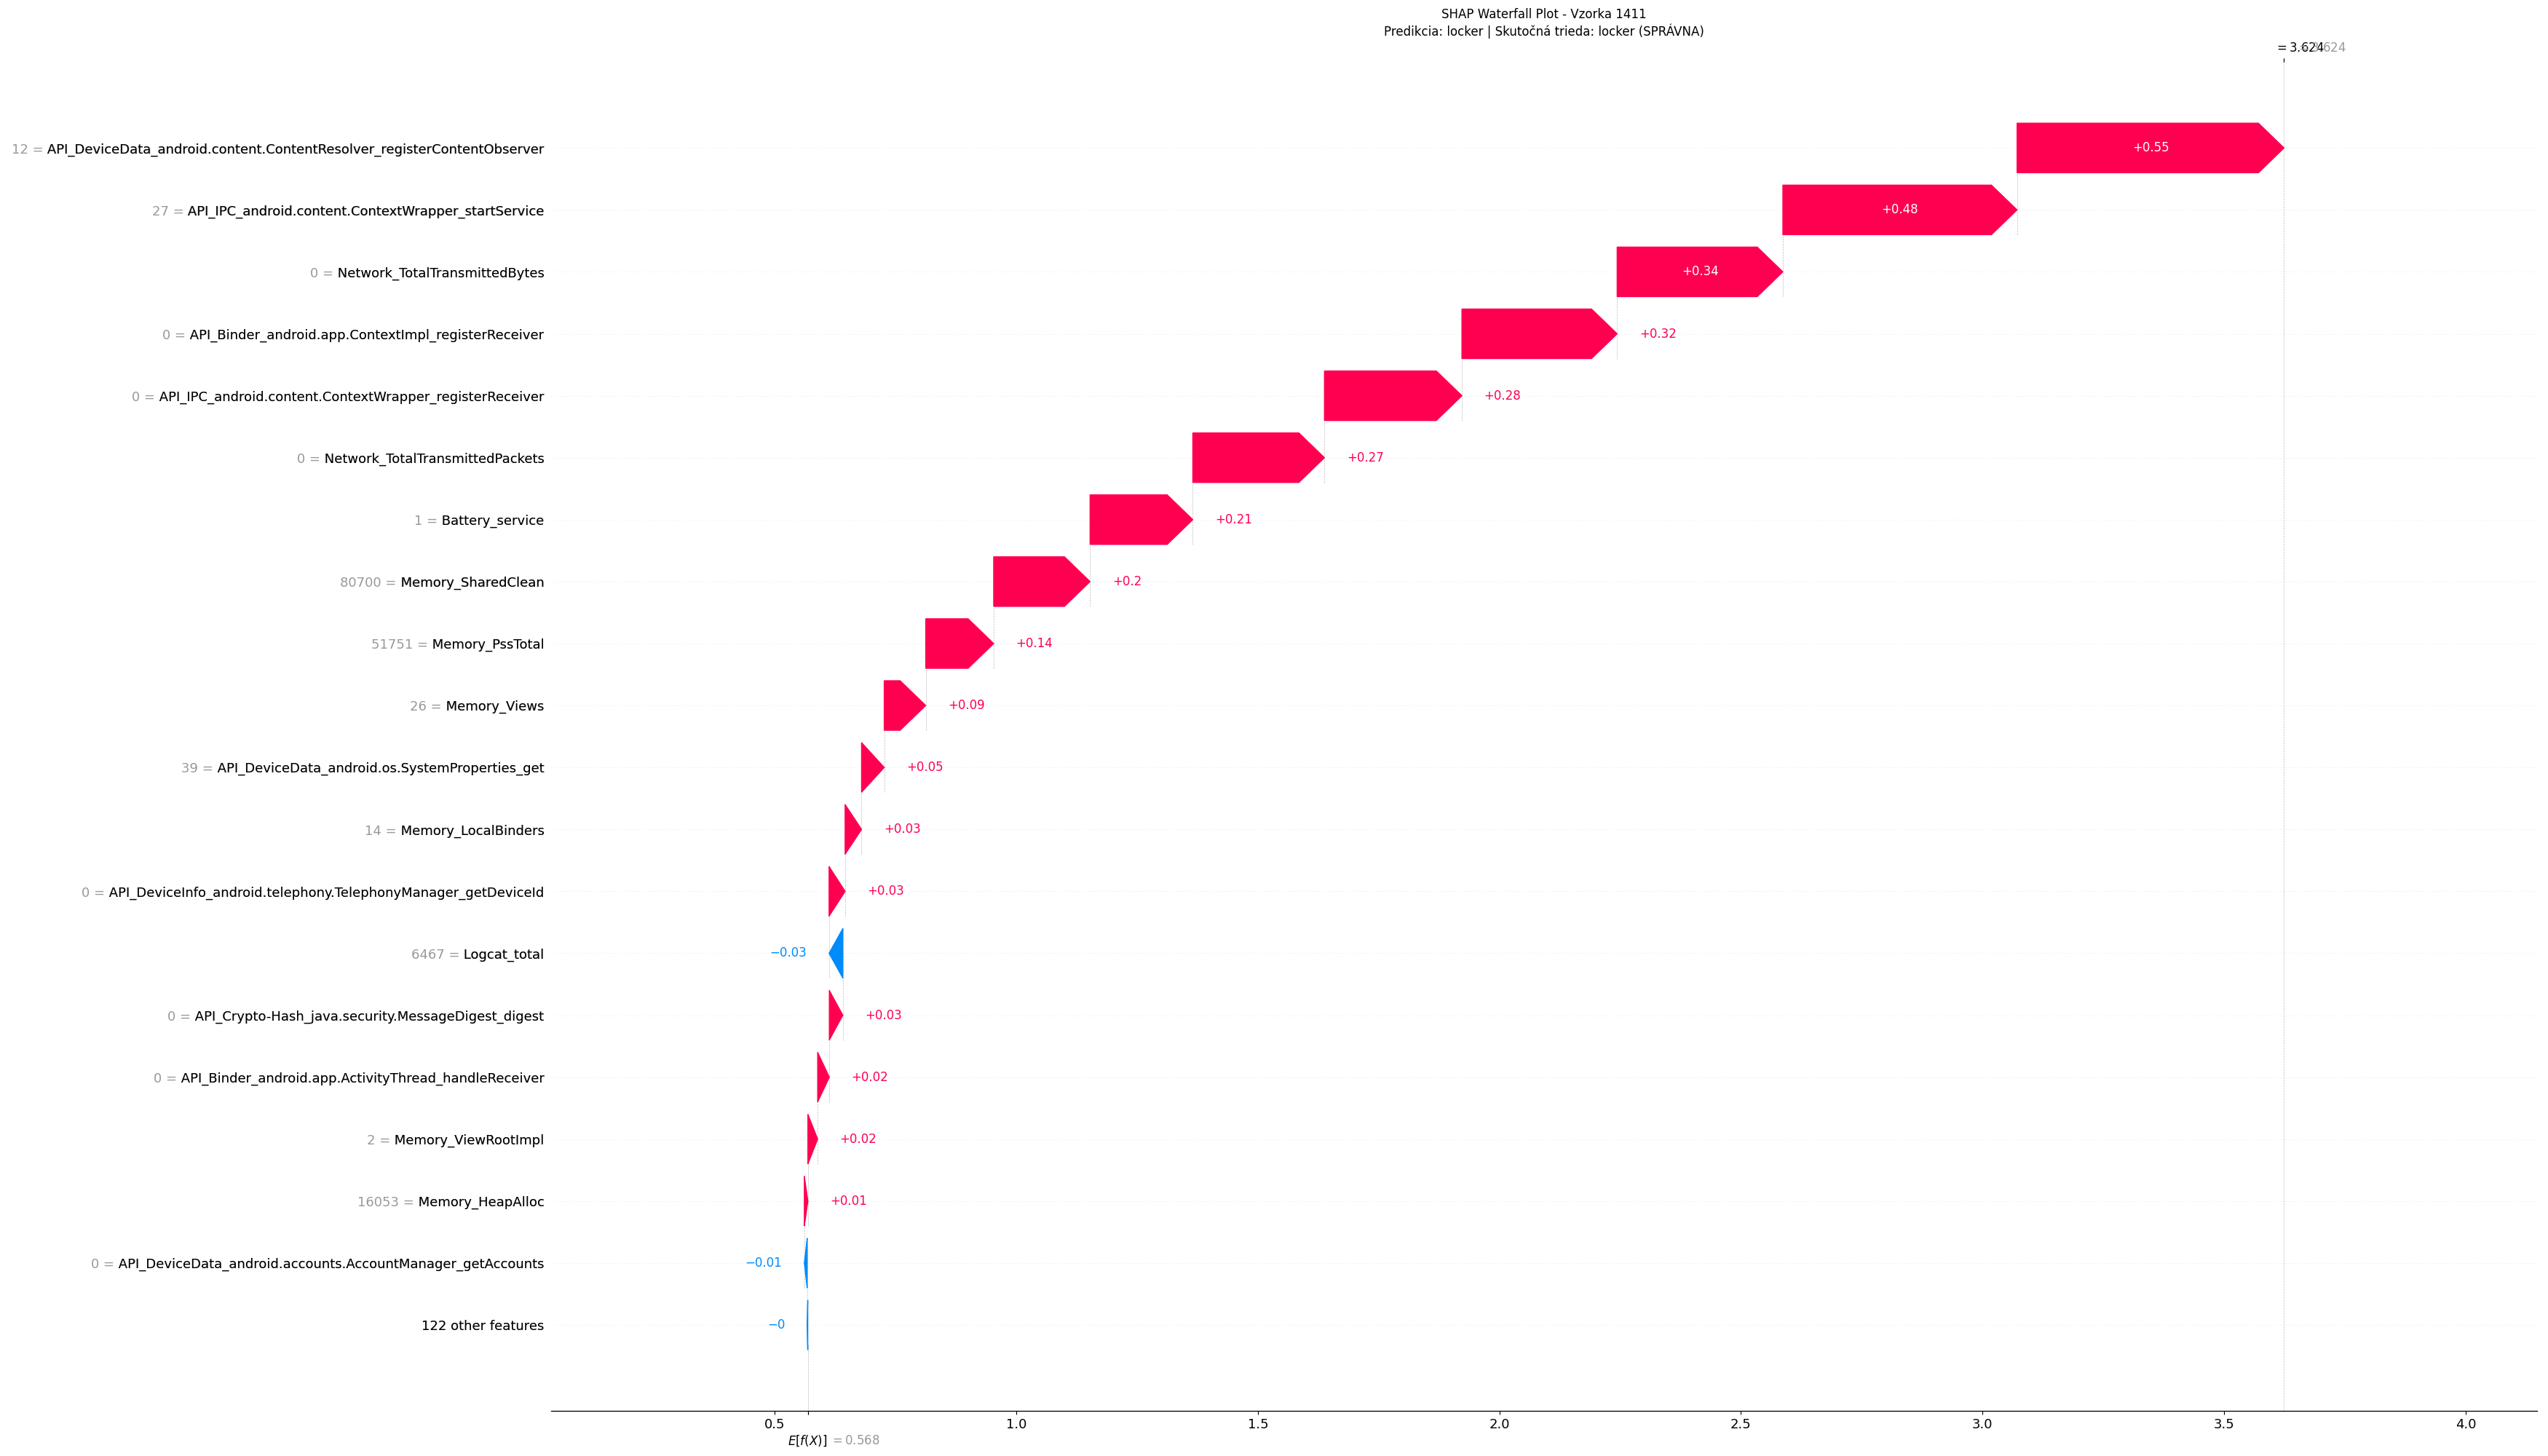 SHAP Waterfall Plot - Vzorka 1411
Predikcia: locker | Skutočná trieda: locker (SPRÁVNA)
= 3.624
12 = API_DeviceData_android.content.ContentResolver_registerContentObserver
+0.55
27 = API_IPC_android.content.ContextWrapper_startService
+0.48
0 = Network_TotalTransmittedBytes
+0.34
0 = API_Binder_android.app.ContextImpl_registerReceiver
+0.32
0 = API_IPC_android.content.ContextWrapper_registerReceiver
+0.28
0 = Network_TotalTransmittedPackets
+0.27
1 = Battery_service
+0.21
80700 = Memory_SharedClean
+0.2
51751 = Memory_PssTotal
+0.14
26 = Memory_Views
+0.09
39 = API_DeviceData_android.os.SystemProperties_get
+0.05
14 = Memory_LocalBinders
+0.03
0 = API_DeviceInfo_android.telephony.TelephonyManager_getDeviceId
+0.03
6467 = Logcat_total
−0.03
0 = API_Crypto-Hash_java.security.MessageDigest_digest
+0.03
0 = API_Binder_android.app.ActivityThread_handleReceiver
+0.02
2 = Memory_ViewRootImpl
+0.02
16053 = Memory_HeapAlloc
+0.01
0 = API_DeviceData_android.accounts.AccountManager_getAccounts
−0.01
122 other features
−0
0.5 1.0 1.5 2.0 2.5 3.0 3.5 4.0
E[f(X)] = 0.568